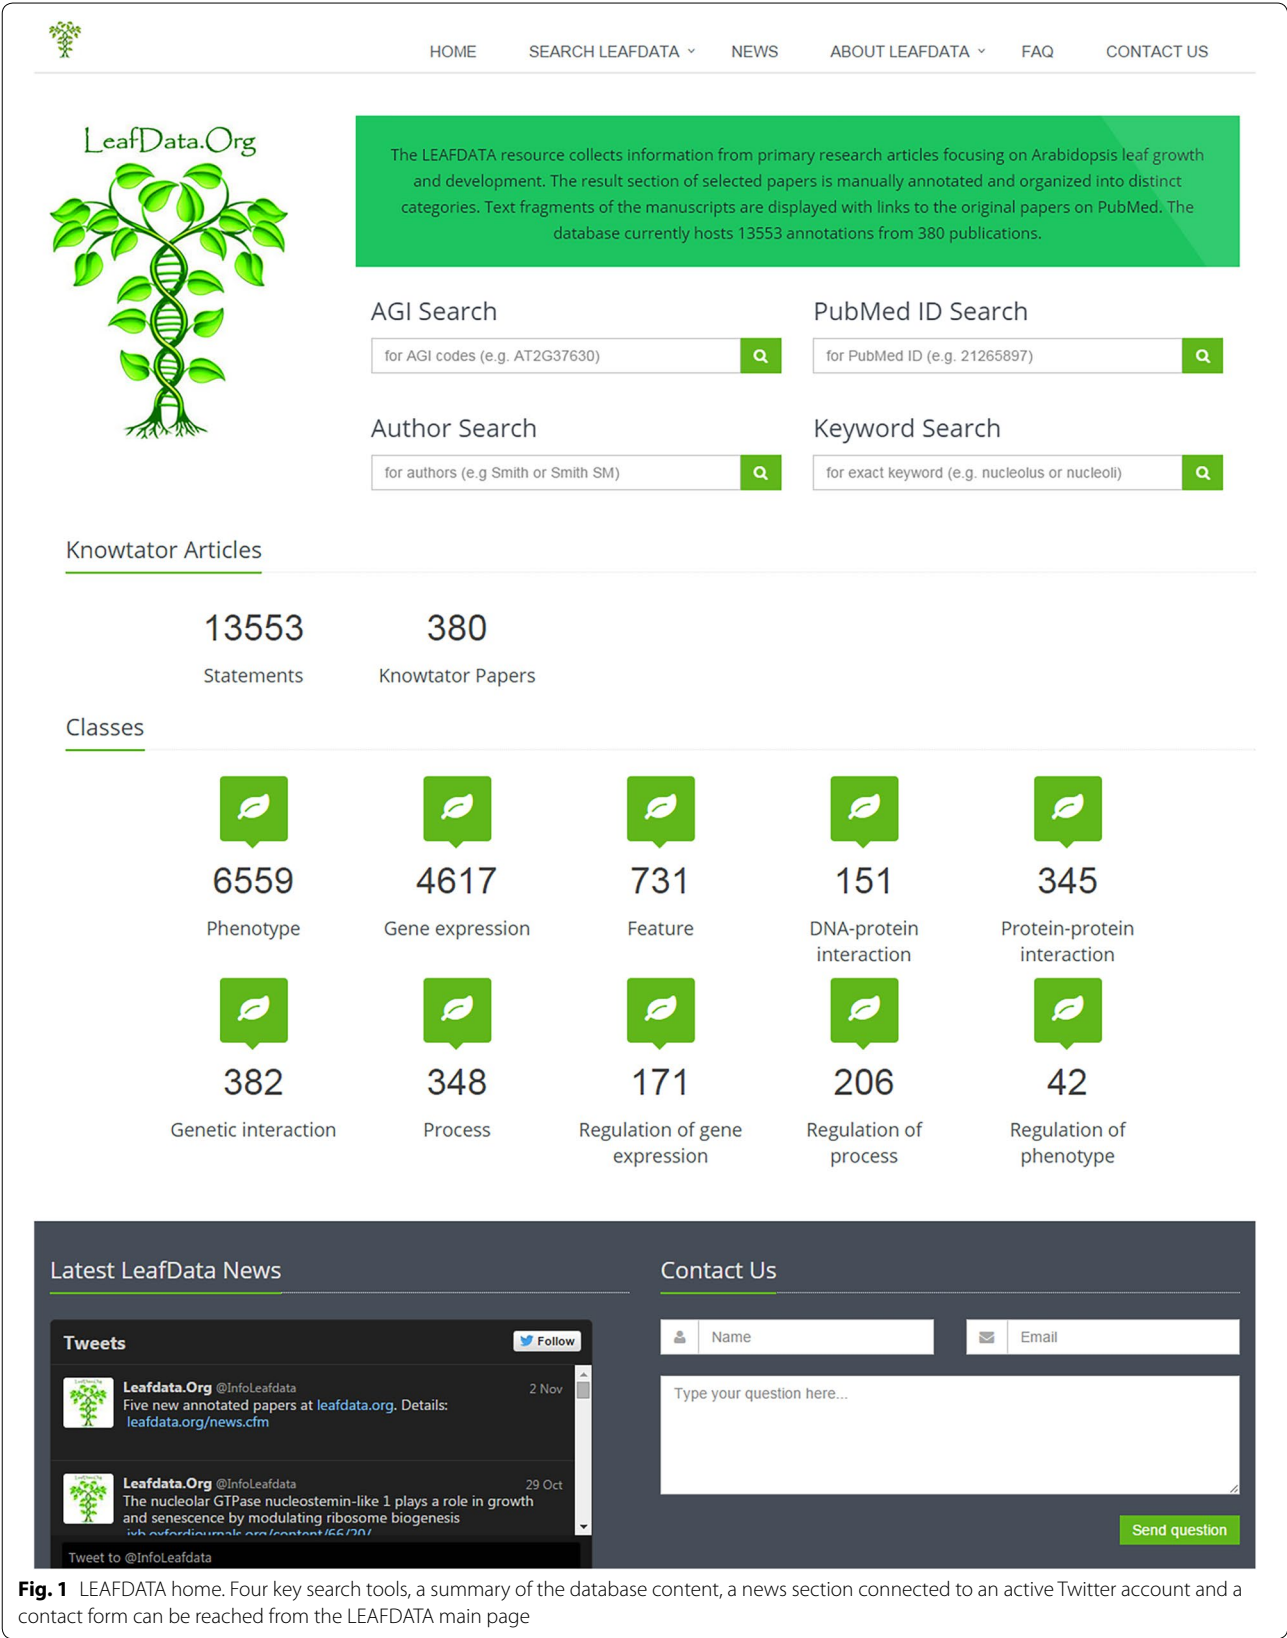 HOME SEARCH LEAFDATA NEWS ABOUT LEAFDATA FAQ CONTACT US
LeafData.Org
The LEAFDATA resource collects information from primary research articles focusing on Arabidopsis leaf growth
and development. The result section of selected papers is manually annotated and organized into distinct
categories. Text fragments of the manuscripts are displayed with links to the original papers on PubMed. The
database currently hosts 13553 annotations from 380 publications.
AGI Search PubMed ID Search
for AGI codes (e.g. AT2G37630) for PubMed ID (e.g. 21265897)
Author Search Keyword Search
for authors (e.g Smith or Smith SM) for exact keyword (e.g. nucleolus or nucleoli)
Knowtator Articles
13553 380
Statements Knowtator Papers
Classes
6559 4617 731 151 345
Phenotype Gene expression Feature DNA-protein Protein-protein
interaction interaction
382 348 171 206 42
Genetic interaction Process Regulation of gene Regulation of Regulation of
expression process phenotype
Latest LeafData News
Tweets
Follow
Leafdata.Org @InfoLeafdata 2 Nov
Five new annotated papers at leafdata.org. Details:
leafdata.org/news.cfm
Leafdata.Org @InfoLeafdata 29 Oct
The nucleolar GTPase nucleostemin-like 1 plays a role in growth
and senescence by modulating ribosome biogenesis
jxb.oxfordjournals.org/content/66/20/
Tweet to @InfoLeafdata
Contact Us
Name Email
Type your question here...
Send question
Fig. 1 LEAFDATA home. Four key search tools, a summary of the database content, a news section connected to an active Twitter account and a
contact form can be reached from the LEAFDATA main page